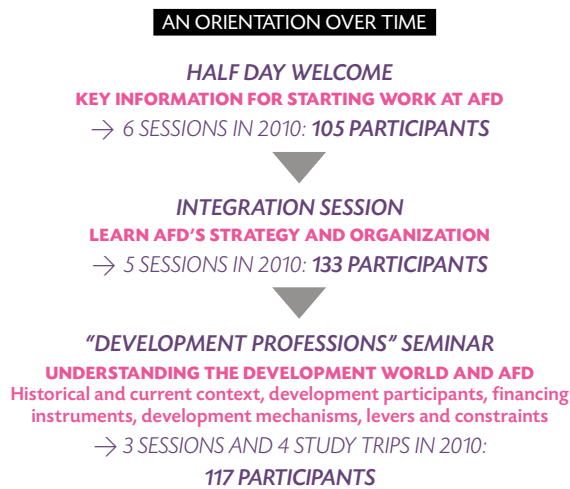 AN ORIENTATION OVER TIME
HALF DAY WELCOME
KEY INFORMATION FOR STARTING WORK AT AFD
→ 6 SESSIONS IN 2010: 105 PARTICIPANTS
INTEGRATION SESSION
LEARN AFD'S STRATEGY AND ORGANIZATION
→ 5 SESSIONS IN 2010: 133 PARTICIPANTS
"DEVELOPMENT PROFESSIONS" SEMINAR
UNDERSTANDING THE DEVELOPMENT WORLD AND AFD
Historical and current context, development participants, financing
instruments, development mechanisms, levers and constraints
→ 3 SESSIONS AND 4 STUDY TRIPS IN 2010:
117 PARTICIPANTS